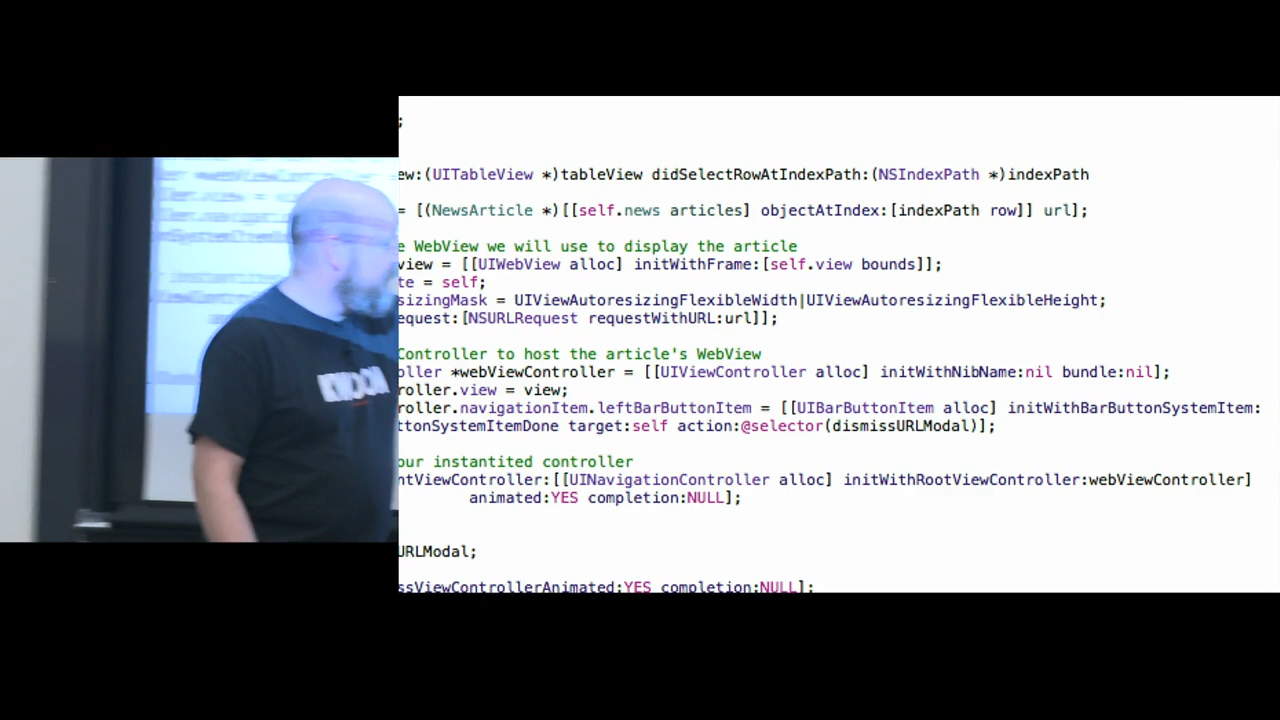 ;
ew:(UITableView *)tableView didSelectRowAtIndexPath:(NSIndexPath *)indexPath
= [(NewsArticle *)[[self.news articles] objectAtIndex:[indexPath row]] url];
e WebView we will use to display the article
view = [[UIWebView alloc] initWithFrame:[self.view bounds]];
te = self;
sizingMask = UIViewAutoresizingFlexibleWidth|UIViewAutoresizingFlexibleHeight;
equest:[NSURLRequest requestWithURL:url]];
Controller to host the article's WebView
oller *webViewController = [[UIViewController alloc] initWithNibName:nil bundle:nil];
roller.view = view;
roller.navigationItem.leftBarButtonItem = [[UIBarButtonItem alloc] initWithBarButtonSystemItem:
ttonSystemItemDone target:self action:@selector(dismissURLModal)];
our instantited controller
ntViewController:[[UINavigationController alloc] initWithRootViewController:webViewController]
animated:YES completion:NULL];
URLModal;
ssViewControllerAnimated:YES completion:NULL];